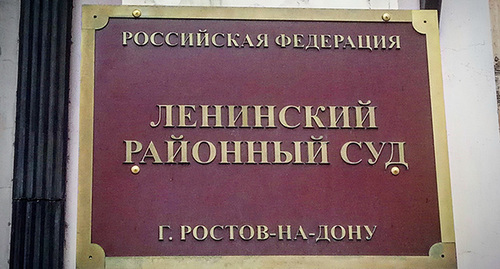 РОССИЙСКАЯ ФЕДЕРАЦИЯ
ЛЕНИНСКИЙ
РАЙОННЫЙ СУД
Г. РОСТОВ-НА-ДОНУ